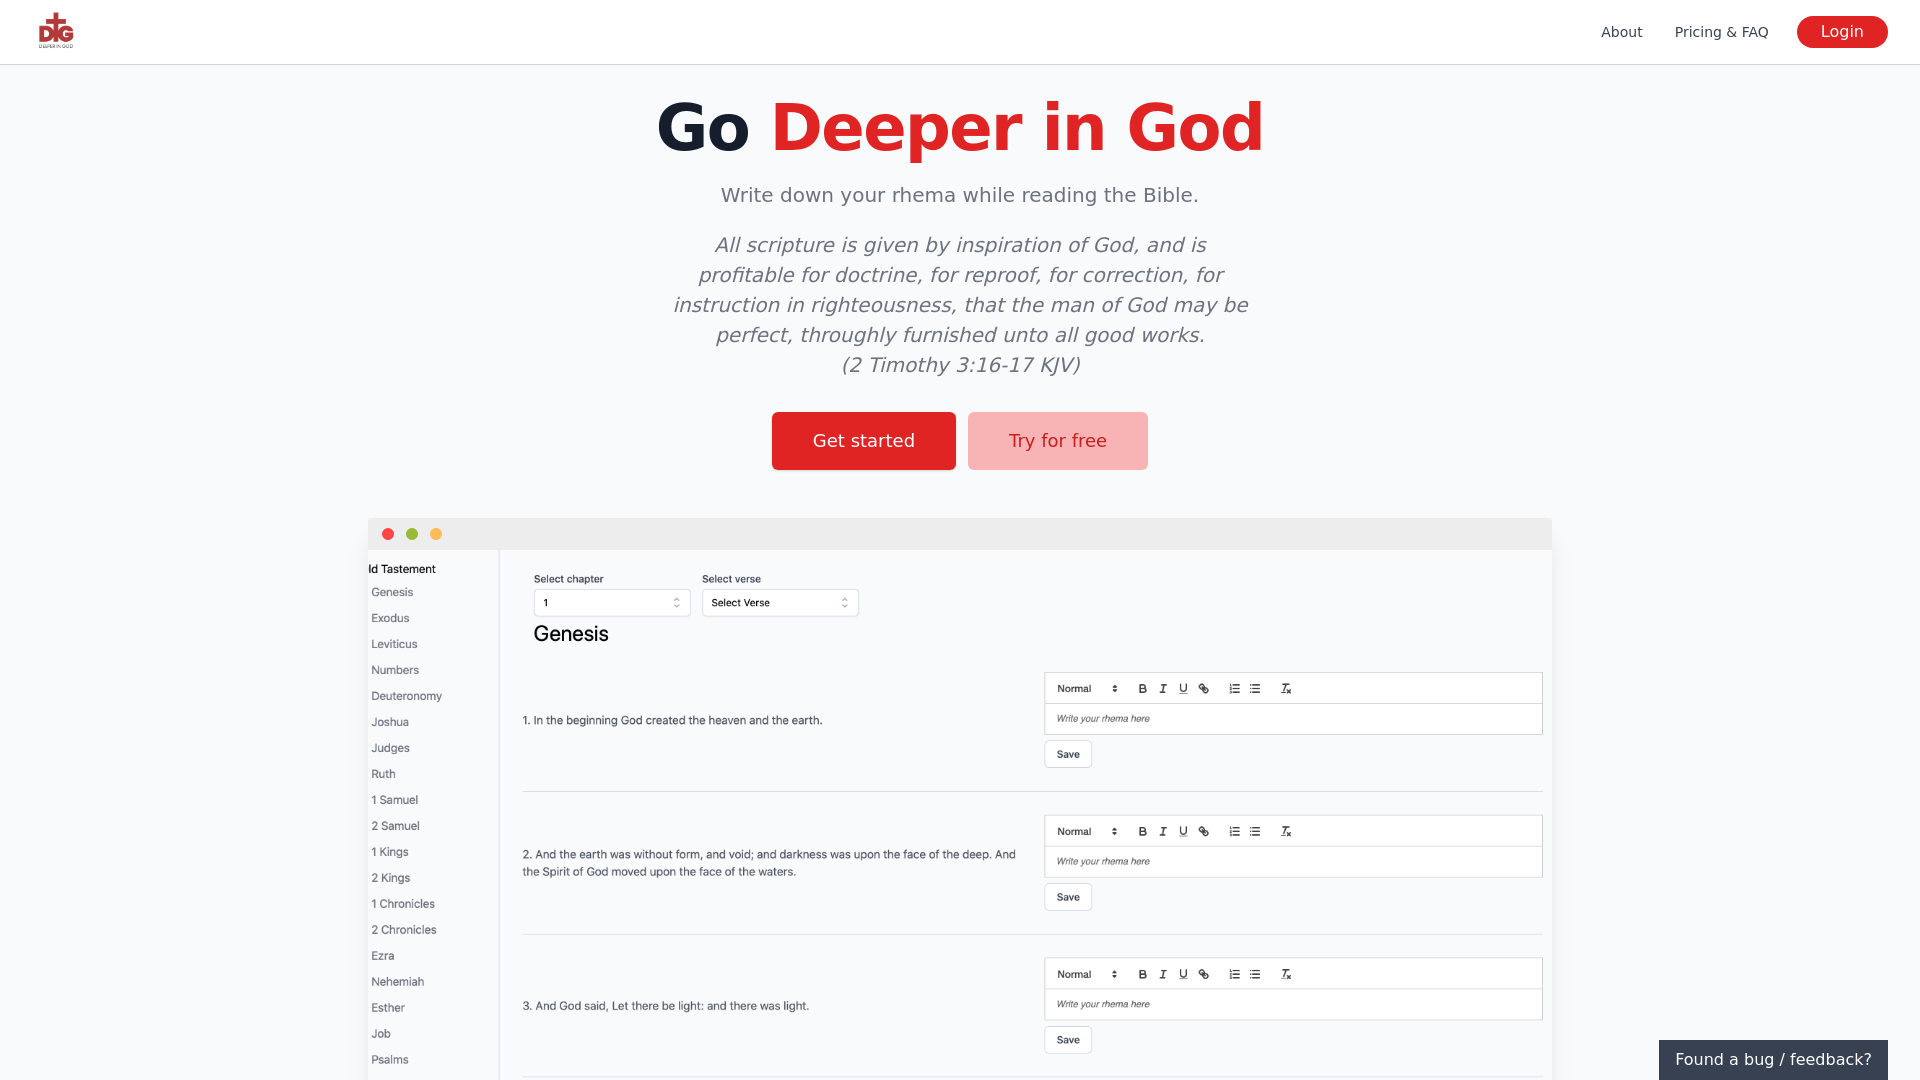 DTG
DEEPER IN GOD
About
Pricing & FAQ
Login
Go Deeper in God
Write down your rhema while reading the Bible.
All scripture is given by inspiration of God, and is
profitable for doctrine, for reproof, for correction, for
instruction in righteousness, that the man of God may be
perfect, throughly furnished unto all good works.
(2 Timothy 3:16-17 KJV)
Get started
Try for free
ld Tastement
Genesis
Exodus
Leviticus
Numbers
Deuteronomy
Joshua
Judges
Ruth
1 Samuel
2 Samuel
1 Kings
2 Kings
1 Chronicles
2 Chronicles
Ezra
Nehemiah
Esther
Job
Psalms
Select chapter
1
Select verse
Select Verse
Genesis
1. In the beginning God created the heaven and the earth.
Normal B I U
Write your rhema here
Save
2. And the earth was without form, and void; and darkness was upon the face of the deep. And
the Spirit of God moved upon the face of the waters.
Normal B I U
Write your rhema here
Save
3. And God said, Let there be light: and there was light.
Normal B I U
Write your rhema here
Save
Found a bug / feedback?